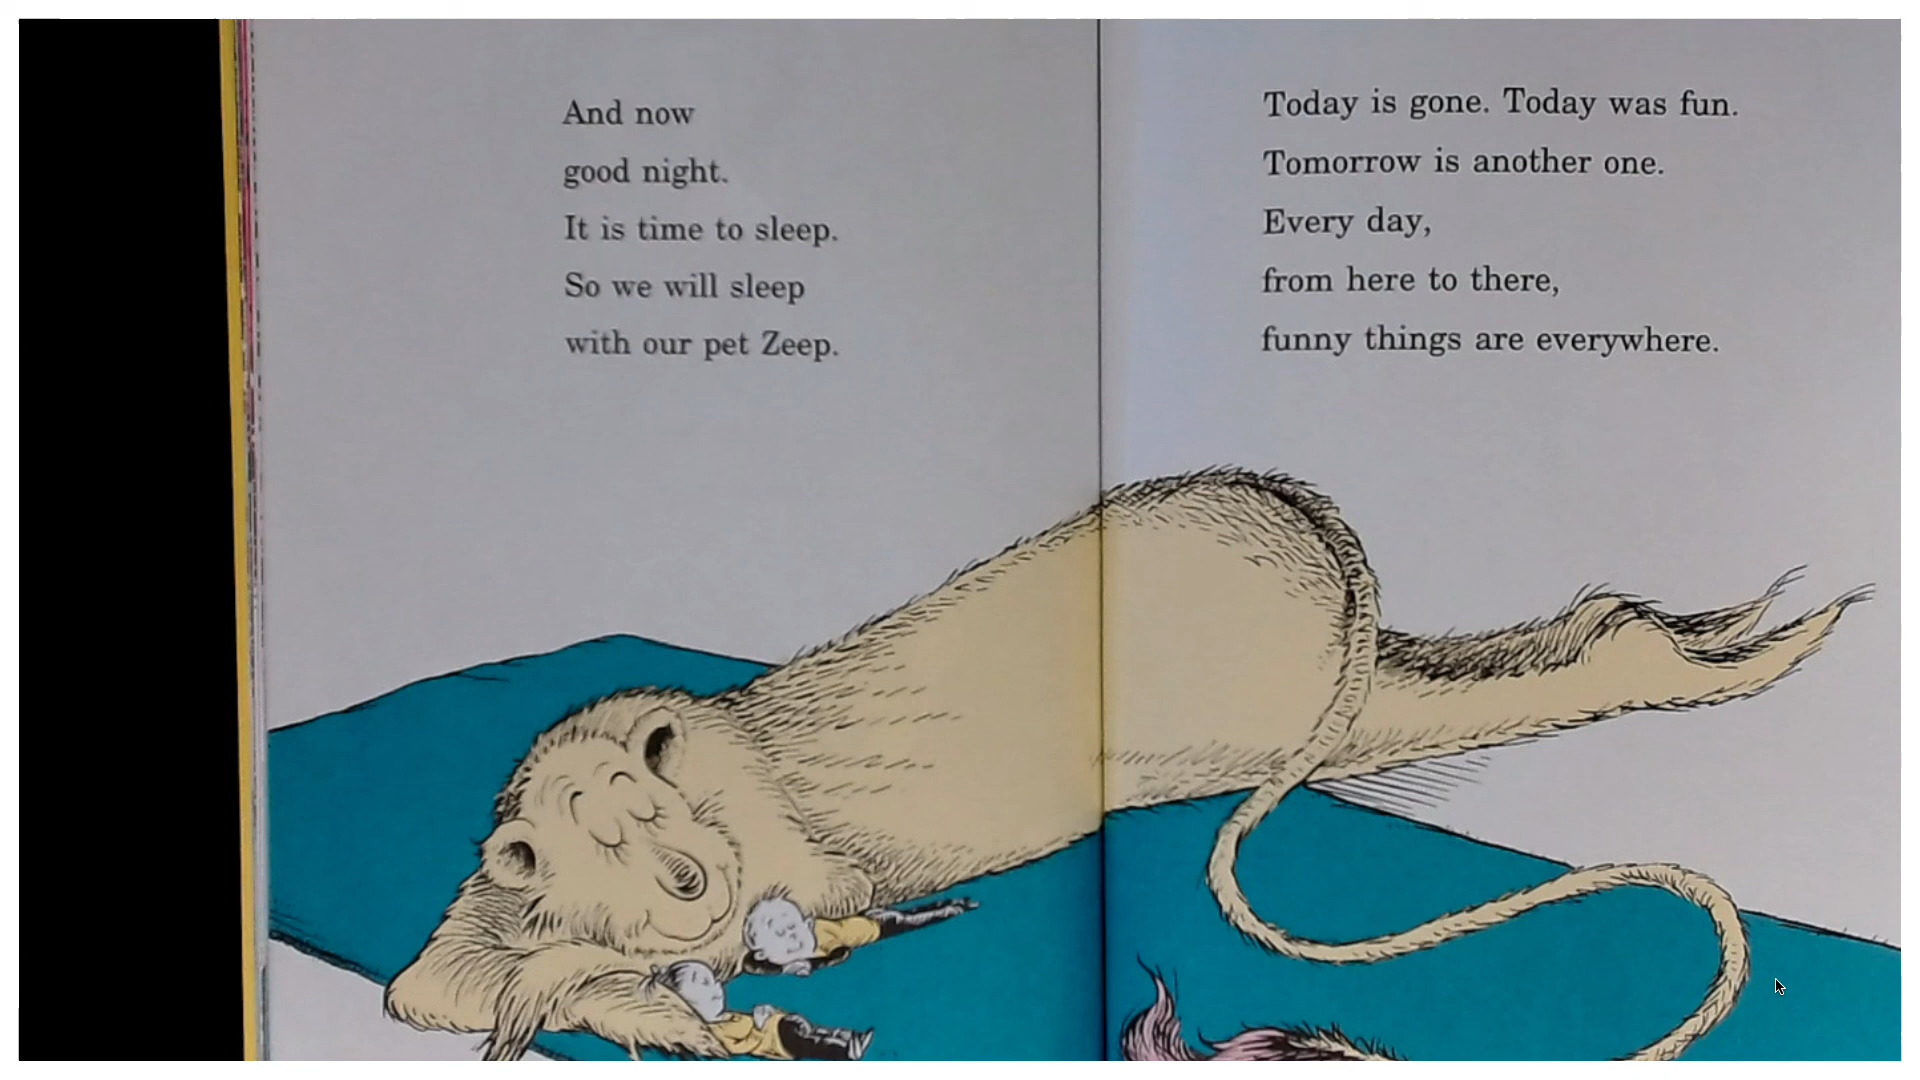 And now
good night.
It is time to sleep.
So we will sleep
with our pet Zeep.
Today is gone. Today was fun.
Tomorrow is another one.
Every day,
from here to there,
funny things are everywhere.